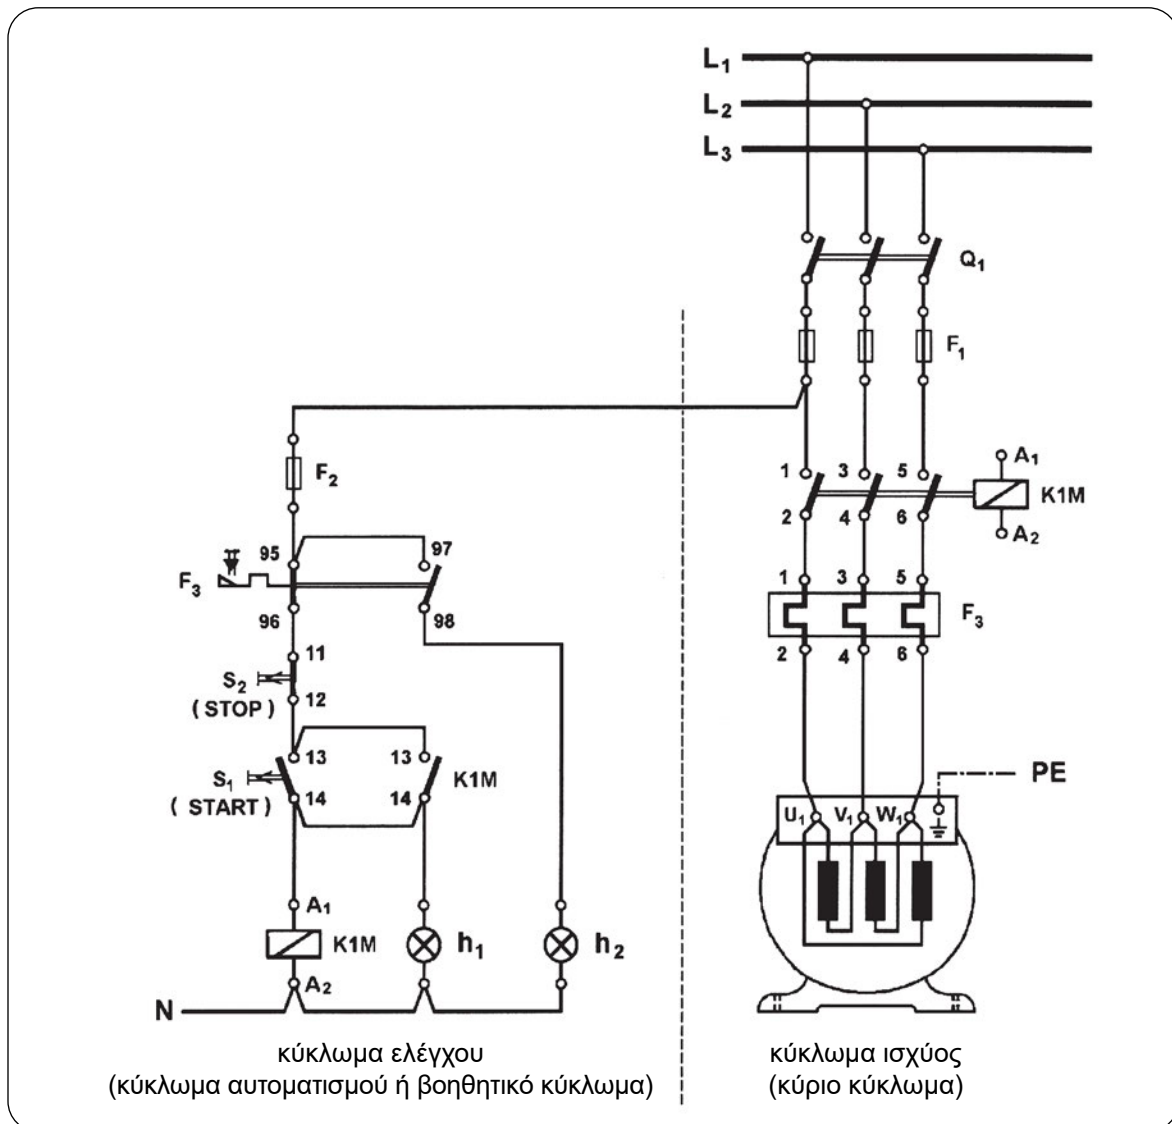 L1
L2
L3
Q1
F1
F2
1 3 5 A1
K1M
2 4 6 A2
95 97
F3
96 98
1 3 5
F3
2 4 6
11
S2
(STOP) 12
13 13
S1 K1M
(START) 14 14
PE
U1 V1 W1
A1
K1M h1 h2
A2
N
κύκλωμα ελέγχου
(κύκλωμα αυτοματισμού ή βοηθητικό κύκλωμα)
κύκλωμα ισχύος
(κύριο κύκλωμα)